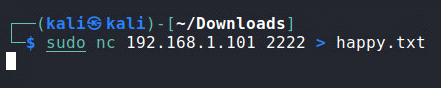 ┌──(kali㉿kali)-[~/Downloads]
└─$ sudo nc 192.168.1.101 2222 > happy.txt